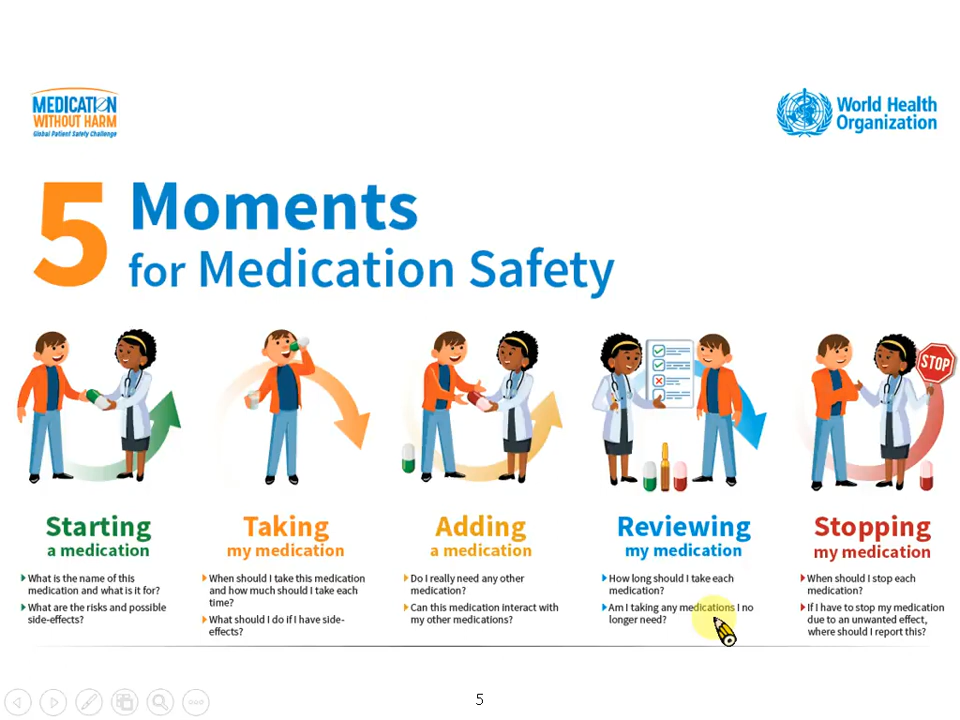 MEDICATION
WITHOUT HARM
Global Patient Safety Challenge
World Health
Organization
5 Moments
for Medication Safety
STOP
Starting
a medication
What is the name of this
medication and what is it for?
What are the risks and possible
side-effects?
Taking
my medication
When should I take this medication
and how much should I take each
time?
What should I do if I have side-
effects?
Adding
a medication
Do I really need any other
medication?
Can this medication interact with
my other medications?
Reviewing
my medication
How long should I take each
medication?
Am I taking any medications I no
longer need?
Stopping
my medication
When should I stop each
medication?
If I have to stop my medication
due to an unwanted effect,
where should I report this?
5